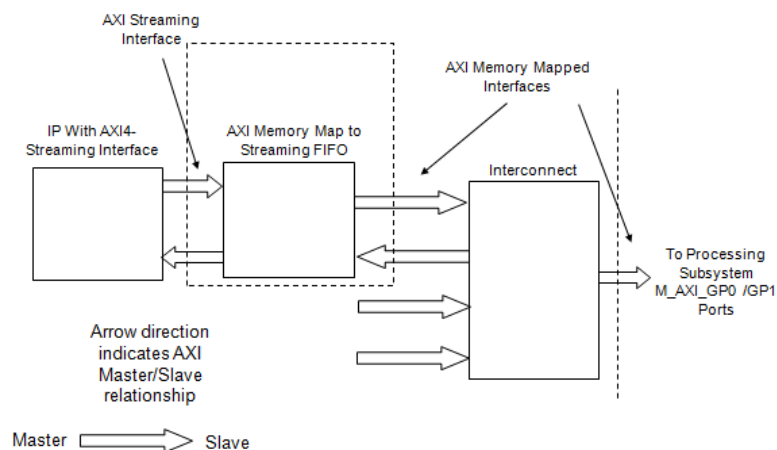 AXI Streaming
Interface
AXI Memory Mapped
Interfaces
IP With AXI4-
Streaming Interface
AXI Memory Map to
Streaming FIFO
Interconnect
To Processing
Subsystem
M_AXI_GP0 /GP1
Ports
Arrow direction
indicates AXI
Master/Slave
relationship
Master
Slave